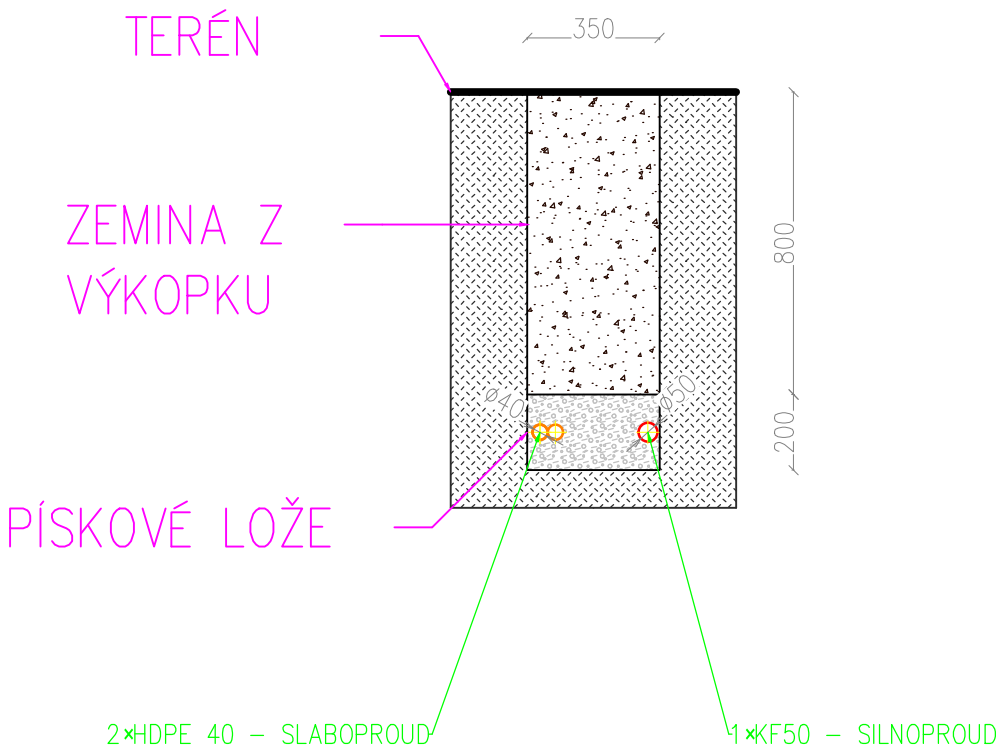 TERÉN
350
ZEMINA Z
VÝKOPKU
800
ø40
ø50
200
PÍSKOVÉ LOŽE
2×HDPE 40 – SLABOPROUD
1×KF50 – SILNOPROUD